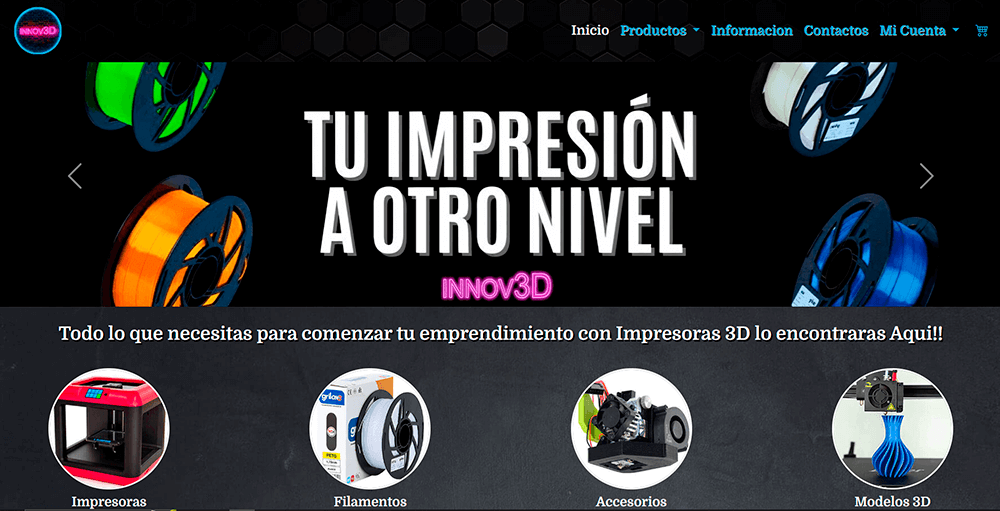 INNOV3D
Inicio Productos Informacion Contactos Mi Cuenta
TU IMPRESIÓN
A OTRO NIVEL
INNOV3D
Todo lo que necesitas para comenzar tu emprendimiento con Impresoras 3D lo encontraras Aqui!!
PETG
Impresoras Filamentos Accesorios Modelos 3D